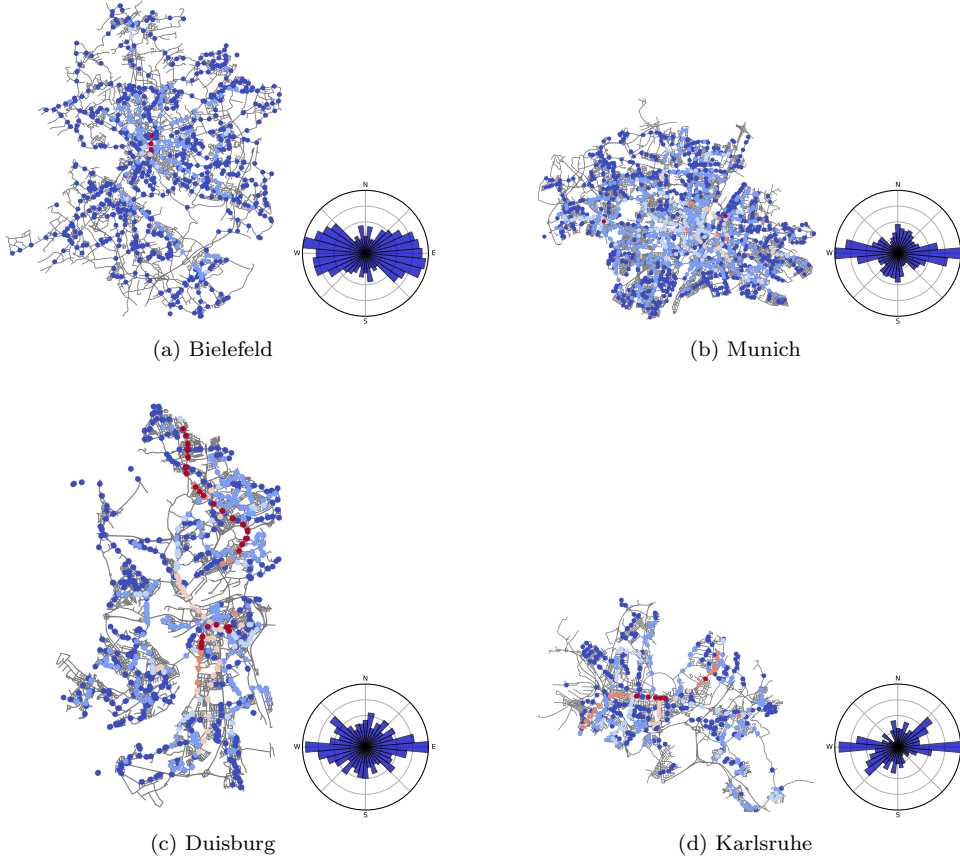 N
W E
S
(a) Bielefeld
N
W E
S
(b) Munich
N
W E
S
(c) Duisburg
N
W E
S
(d) Karlsruhe